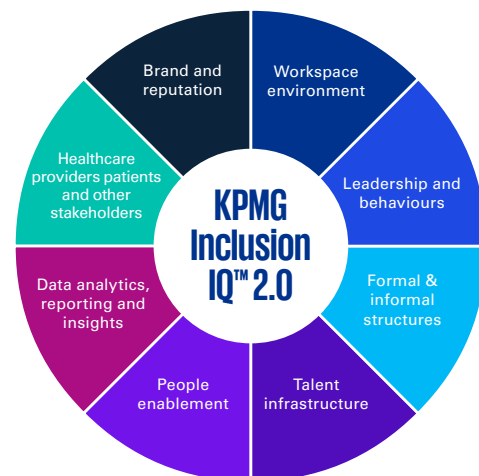 Brand and
reputation
Workspace
environment
Leadership and
behaviours
Formal &
informal
structures
Talent
infrastructure
People
enablement
Data analytics,
reporting and
insights
Healthcare
providers patients
and other
stakeholders
KPMG
Inclusion
IQ™ 2.0